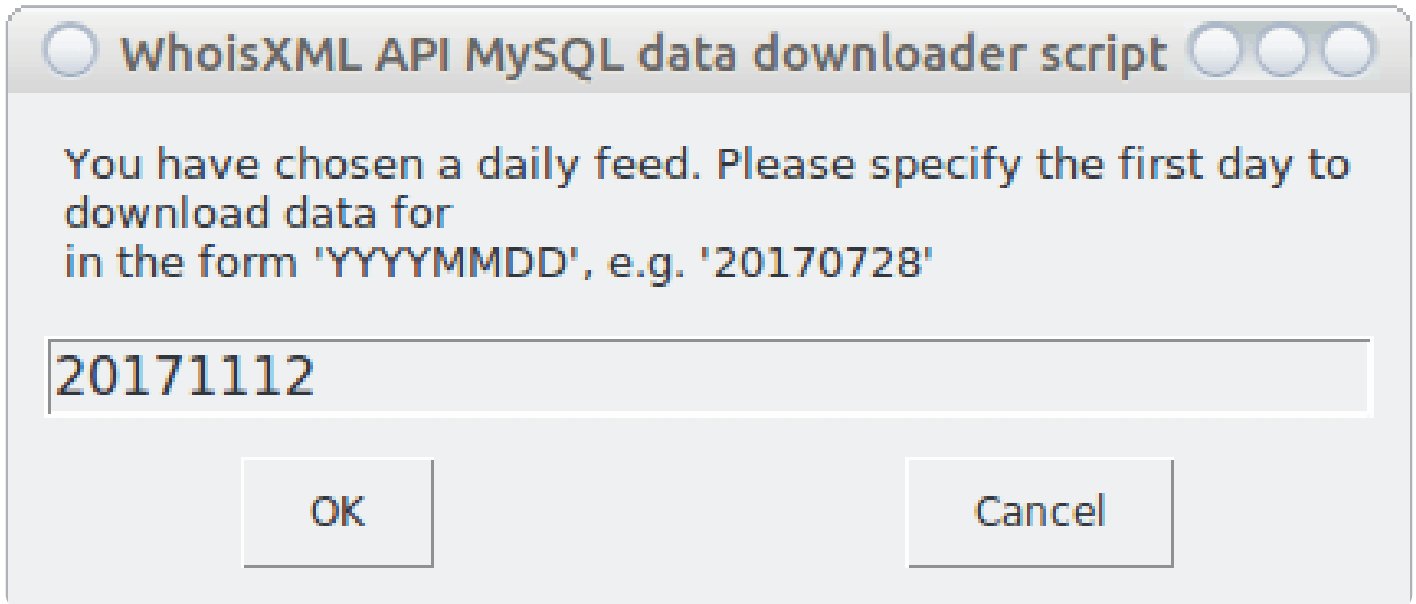 WhoisXML API MySQL data downloader script
You have chosen a daily feed. Please specify the first day to
download data for
in the form 'YYYYMMDD', e.g. '20170728'
20171112
OK
Cancel